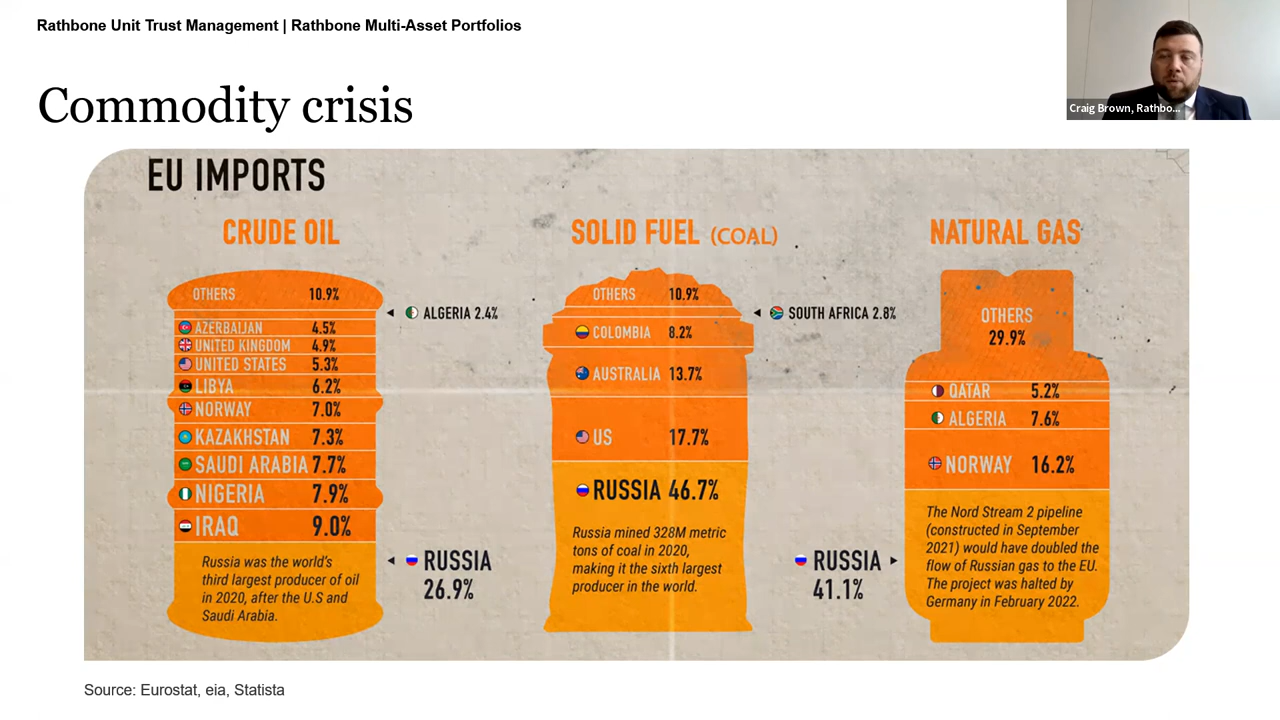 Rathbone Unit Trust Management | Rathbone Multi-Asset Portfolios
Craig Brown, Rathbo...
Commodity crisis
EU IMPORTS
CRUDE OIL
OTHERS 10.9%
ALGERIA 2.4%
AZERBAIJAN 4.5%
UNITED KINGDOM 4.9%
UNITED STATES 5.3%
LIBYA 6.2%
NORWAY 7.0%
KAZAKHSTAN 7.3%
SAUDI ARABIA 7.7%
NIGERIA 7.9%
IRAQ 9.0%
Russia was the world's
third largest producer of oil
in 2020, after the U.S and
Saudi Arabia.
RUSSIA
26.9%
SOLID FUEL (COAL)
OTHERS 10.9%
SOUTH AFRICA 2.8%
COLOMBIA 8.2%
AUSTRALIA 13.7%
US 17.7%
RUSSIA 46.7%
Russia mined 328M metric
tons of coal in 2020,
making it the sixth largest
producer in the world.
NATURAL GAS
OTHERS
29.9%
QATAR 5.2%
ALGERIA 7.6%
NORWAY 16.2%
RUSSIA
41.1%
The Nord Stream 2 pipeline
(constructed in September
2021) would have doubled the
flow of Russian gas to the EU.
The project was halted by
Germany in February 2022.
Source: Eurostat, eia, Statista